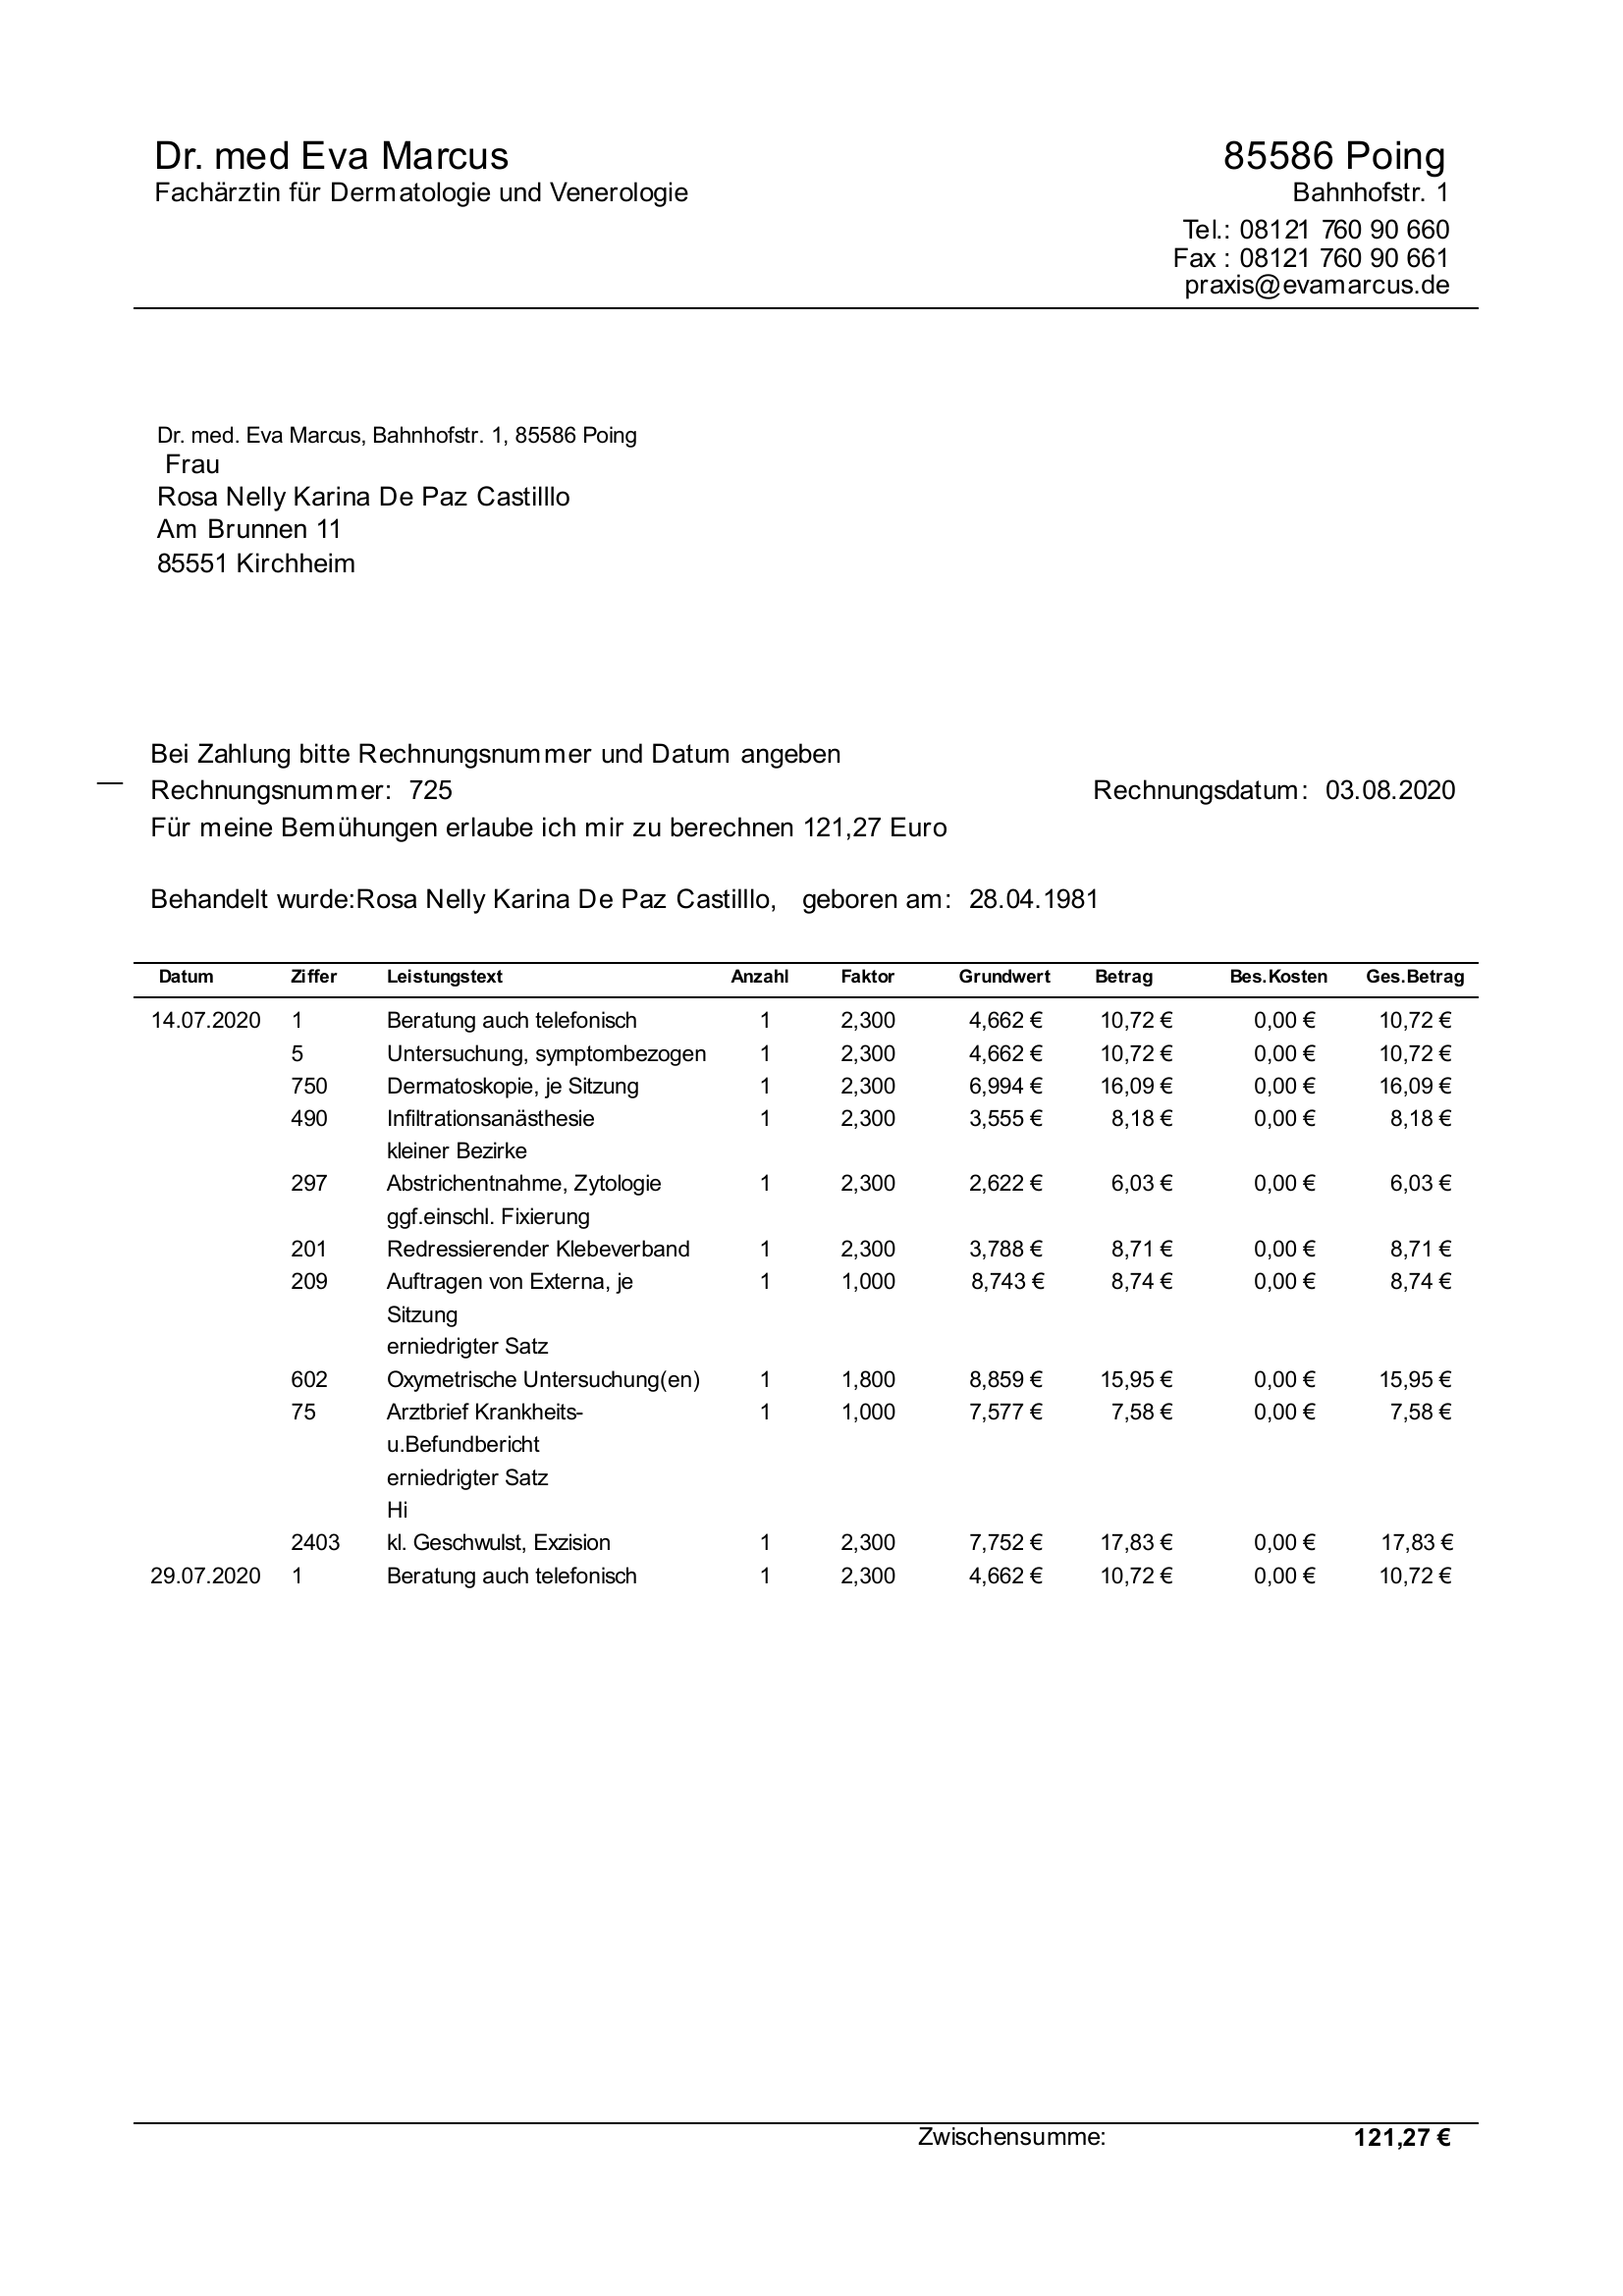 Dr. med Eva Marcus 85586 Poing
Fachärztin für Dermatologie und Venerologie Bahnhofstr. 1
Tel.: 08121 760 90 660
Fax : 08121 760 90 661
praxis@evamarcus.de
Dr. med. Eva Marcus, Bahnhofstr. 1, 85586 Poing
Frau
Rosa Nelly Karina De Paz Castilllo
Am Brunnen 11
85551 Kirchheim
Bei Zahlung bitte Rechnungsnummer und Datum angeben
Rechnungsnummer: 725 Rechnungsdatum: 03.08.2020
Für meine Bemühungen erlaube ich mir zu berechnen 121,27 Euro
Behandelt wurde:Rosa Nelly Karina De Paz Castilllo, geboren am: 28.04.1981
Datum Ziffer Leistungstext Anzahl Faktor Grundwert Betrag Bes.Kosten Ges.Betrag
14.07.2020 1 Beratung auch telefonisch 1 2,300 4,662 € 10,72 € 0,00 € 10,72 €
5 Untersuchung, symptombezogen 1 2,300 4,662 € 10,72 € 0,00 € 10,72 €
750 Dermatoskopie, je Sitzung 1 2,300 6,994 € 16,09 € 0,00 € 16,09 €
490 Infiltrationsanästhesie 1 2,300 3,555 € 8,18 € 0,00 € 8,18 €
kleiner Bezirke
297 Abstrichentnahme, Zytologie 1 2,300 2,622 € 6,03 € 0,00 € 6,03 €
ggf.einschl. Fixierung
201 Redressierender Klebeverband 1 2,300 3,788 € 8,71 € 0,00 € 8,71 €
209 Auftragen von Externa, je 1 1,000 8,743 € 8,74 € 0,00 € 8,74 €
Sitzung
erniedrigter Satz
602 Oxymetrische Untersuchung(en) 1 1,800 8,859 € 15,95 € 0,00 € 15,95 €
75 Arztbrief Krankheits- 1 1,000 7,577 € 7,58 € 0,00 € 7,58 €
u.Befundbericht
erniedrigter Satz
Hi
2403 kl. Geschwulst, Exzision 1 2,300 7,752 € 17,83 € 0,00 € 17,83 €
29.07.2020 1 Beratung auch telefonisch 1 2,300 4,662 € 10,72 € 0,00 € 10,72 €
Zwischensumme: 121,27 €